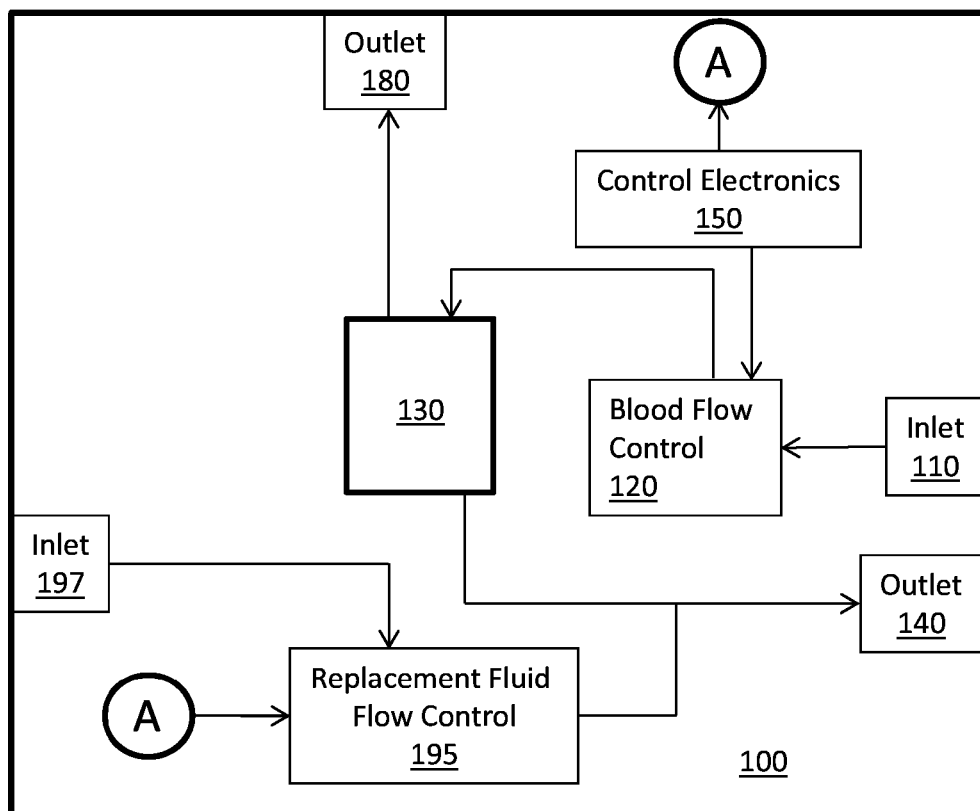 Outlet
180
A
Control Electronics
150
130
Blood Flow
Control
120
Inlet
110
Inlet
197
Outlet
140
A
Replacement Fluid
Flow Control
195
100